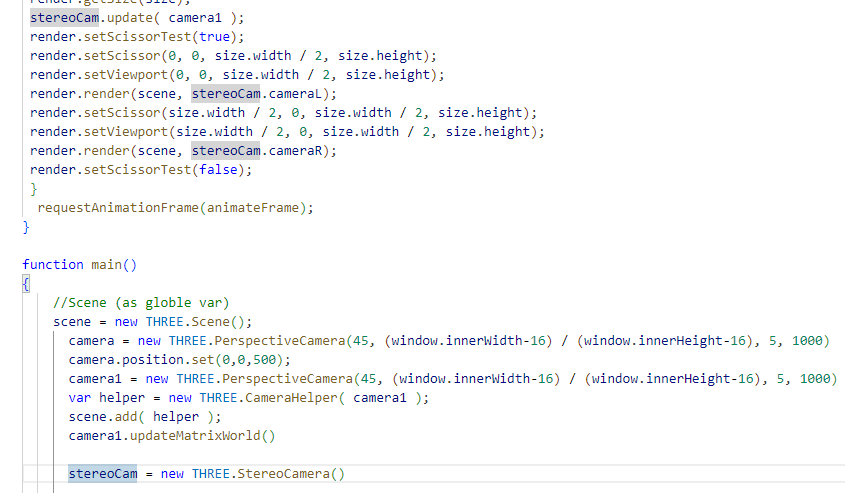 render.getSize(size);
stereoCam.update( camera1 );
render.setScissorTest(true);
render.setScissor(0, 0, size.width / 2, size.height);
render.setViewport(0, 0, size.width / 2, size.height);
render.render(scene, stereoCam.cameraL);
render.setScissor(size.width / 2, 0, size.width / 2, size.height);
render.setViewport(size.width / 2, 0, size.width / 2, size.height);
render.render(scene, stereoCam.cameraR);
render.setScissorTest(false);
}
requestAnimationFrame(animateFrame);
}
function main()
{
//Scene (as globle var)
scene = new THREE.Scene();
camera = new THREE.PerspectiveCamera(45, (window.innerWidth-16) / (window.innerHeight-16), 5, 1000)
camera.position.set(0,0,500);
camera1 = new THREE.PerspectiveCamera(45, (window.innerWidth-16) / (window.innerHeight-16), 5, 1000)
var helper = new THREE.CameraHelper( camera1 );
scene.add( helper );
camera1.updateMatrixWorld()
stereoCam = new THREE.StereoCamera()